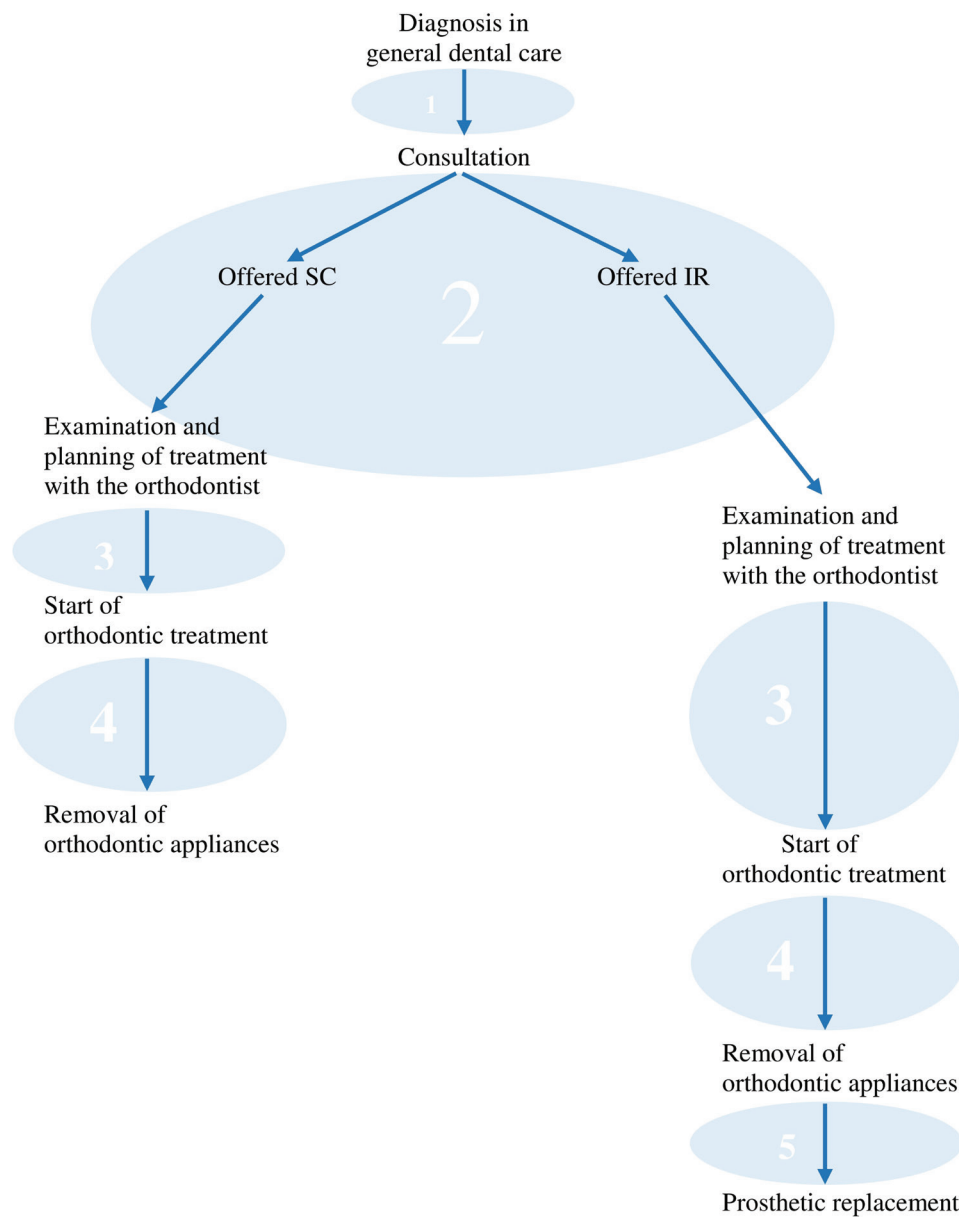 Diagnosis in
general dental care
1
Consultation
Offered SC
Offered IR
2
Examination and
planning of treatment
with the orthodontist
3
Start of
orthodontic treatment
4
Removal of
orthodontic appliances
Examination and
planning of treatment
with the orthodontist
3
Start of
orthodontic treatment
4
Removal of
orthodontic appliances
5
Prosthetic replacement